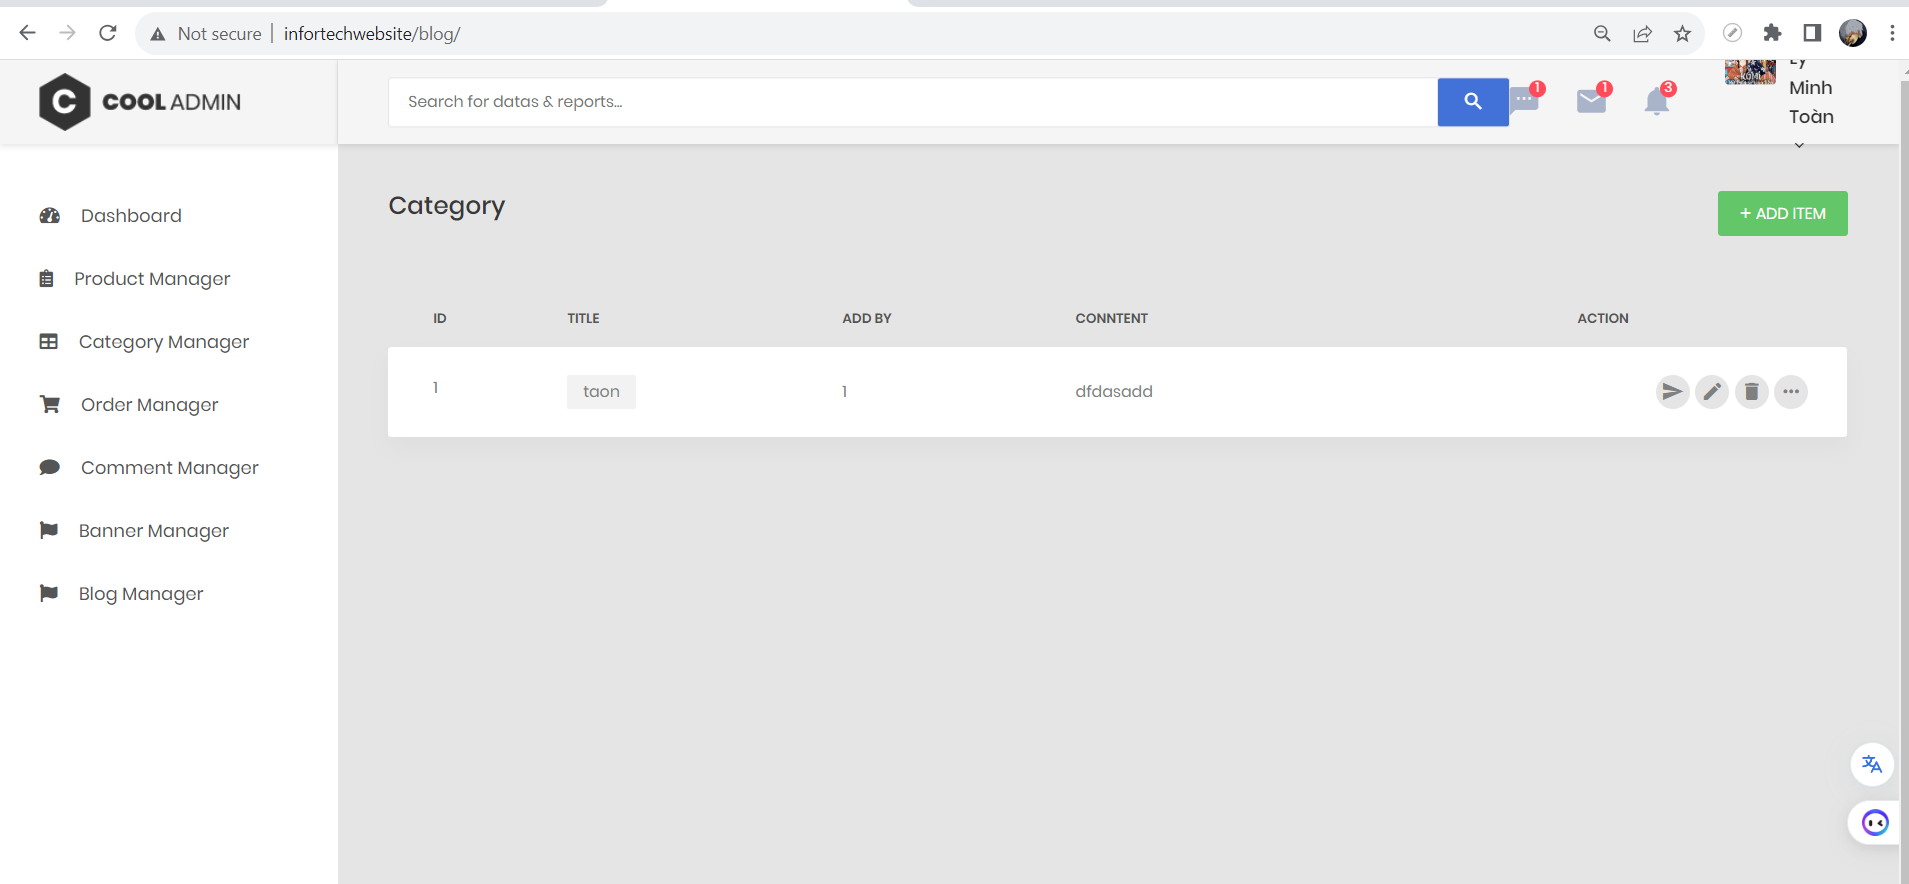 Not secure | infortechwebsite/blog/
C COOL ADMIN
Search for datas & reports...
1
1
3
KOMI
Lý
Minh
Toàn
Dashboard
Product Manager
Category Manager
Order Manager
Comment Manager
Banner Manager
Blog Manager
Category
+ ADD ITEM
ID TITLE ADD BY CONNTENT ACTION
1 taon 1 dfdasadd